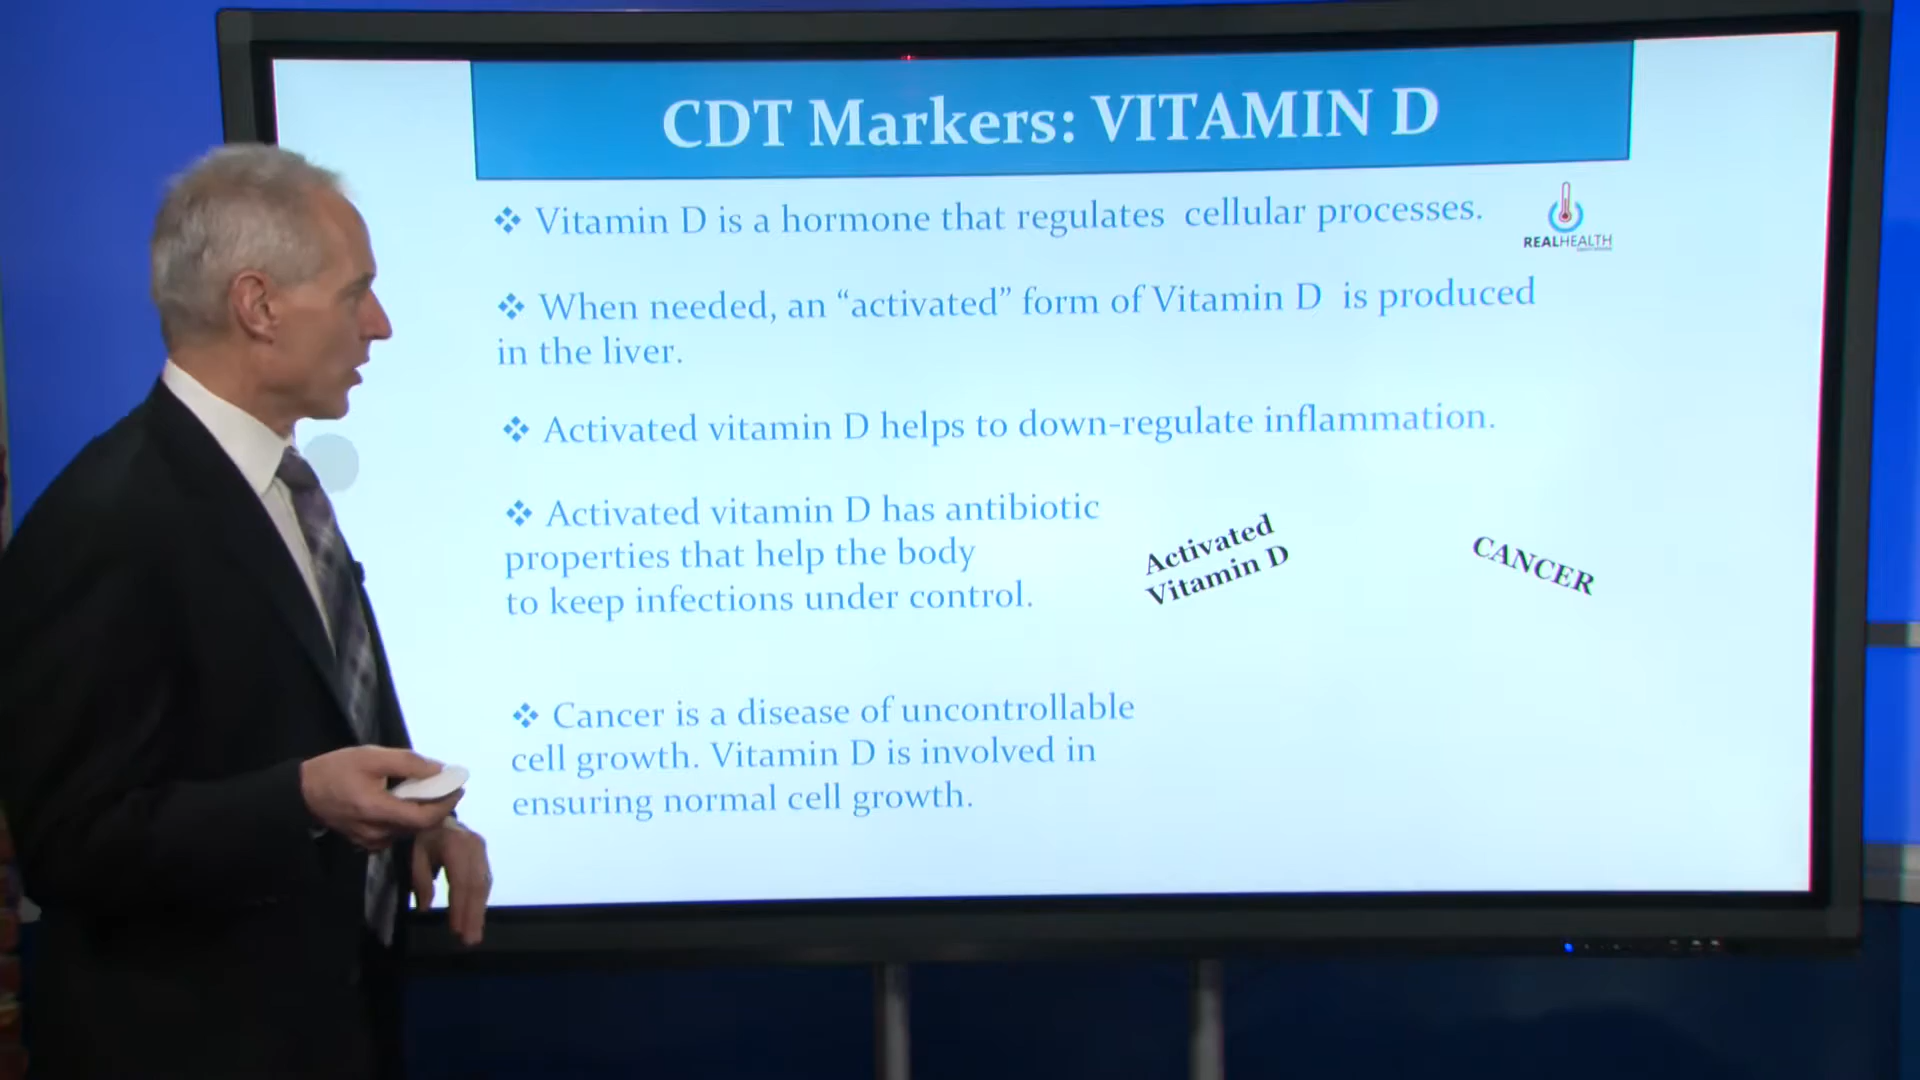 CDT Markers: VITAMIN D
❖ Vitamin D is a hormone that regulates cellular processes.
REALHEALTH
❖ When needed, an “activated” form of Vitamin D is produced
in the liver.
❖ Activated vitamin D helps to down-regulate inflammation.
❖ Activated vitamin D has antibiotic
properties that help the body
to keep infections under control.
Activated
Vitamin D
CANCER
❖ Cancer is a disease of uncontrollable
cell growth. Vitamin D is involved in
ensuring normal cell growth.